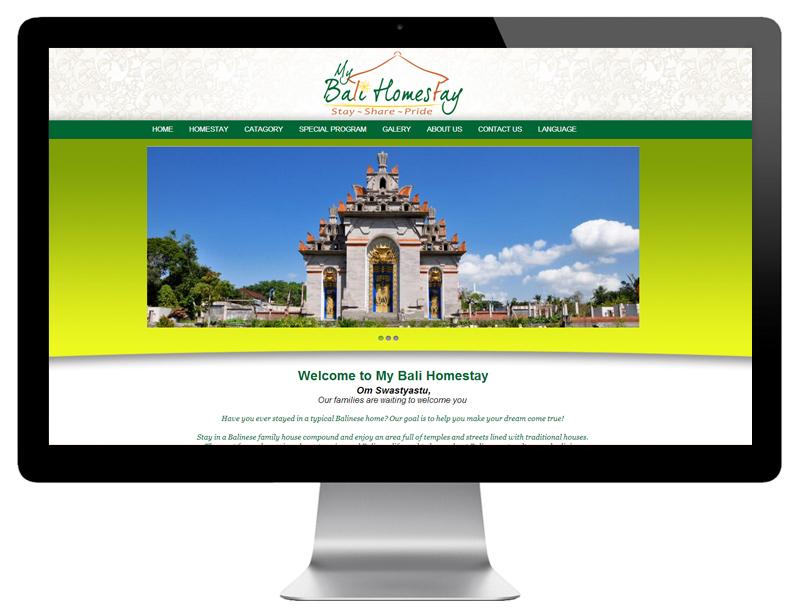 My
Bali Homestay
Stay ~ Share ~ Pride
HOME HOMESTAY CATAGORY SPECIAL PROGRAM GALERY ABOUT US CONTACT US LANGUAGE
Welcome to My Bali Homestay
Om Swastyastu,
Our families are waiting to welcome you
Have you ever stayed in a typical Balinese home? Our goal is to help you make your dream come true!
Stay in a Balinese family house compound and enjoy an area full of temples and streets lined with traditional houses.